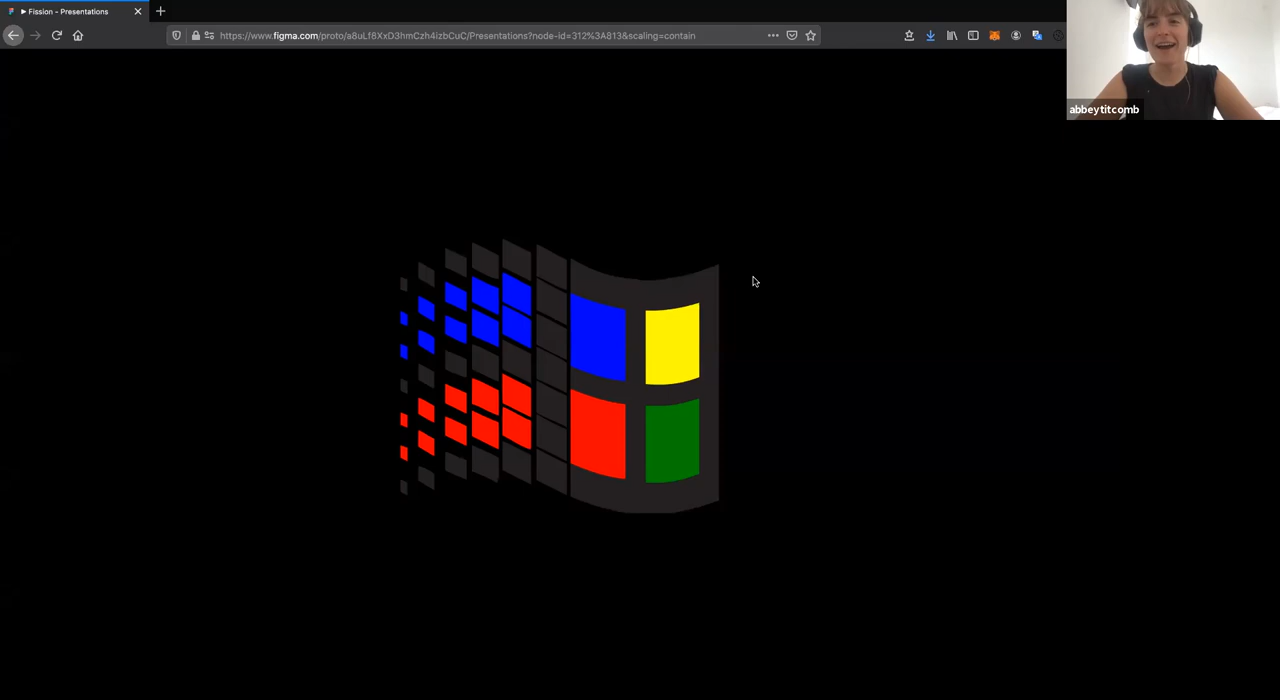 ▶ Fission – Presentations
https://www.figma.com/proto/a8uLf8XxD3hmCzh4izbCuC/Presentations?node-id=312%3A813&scaling=contain
abbeytitcomb